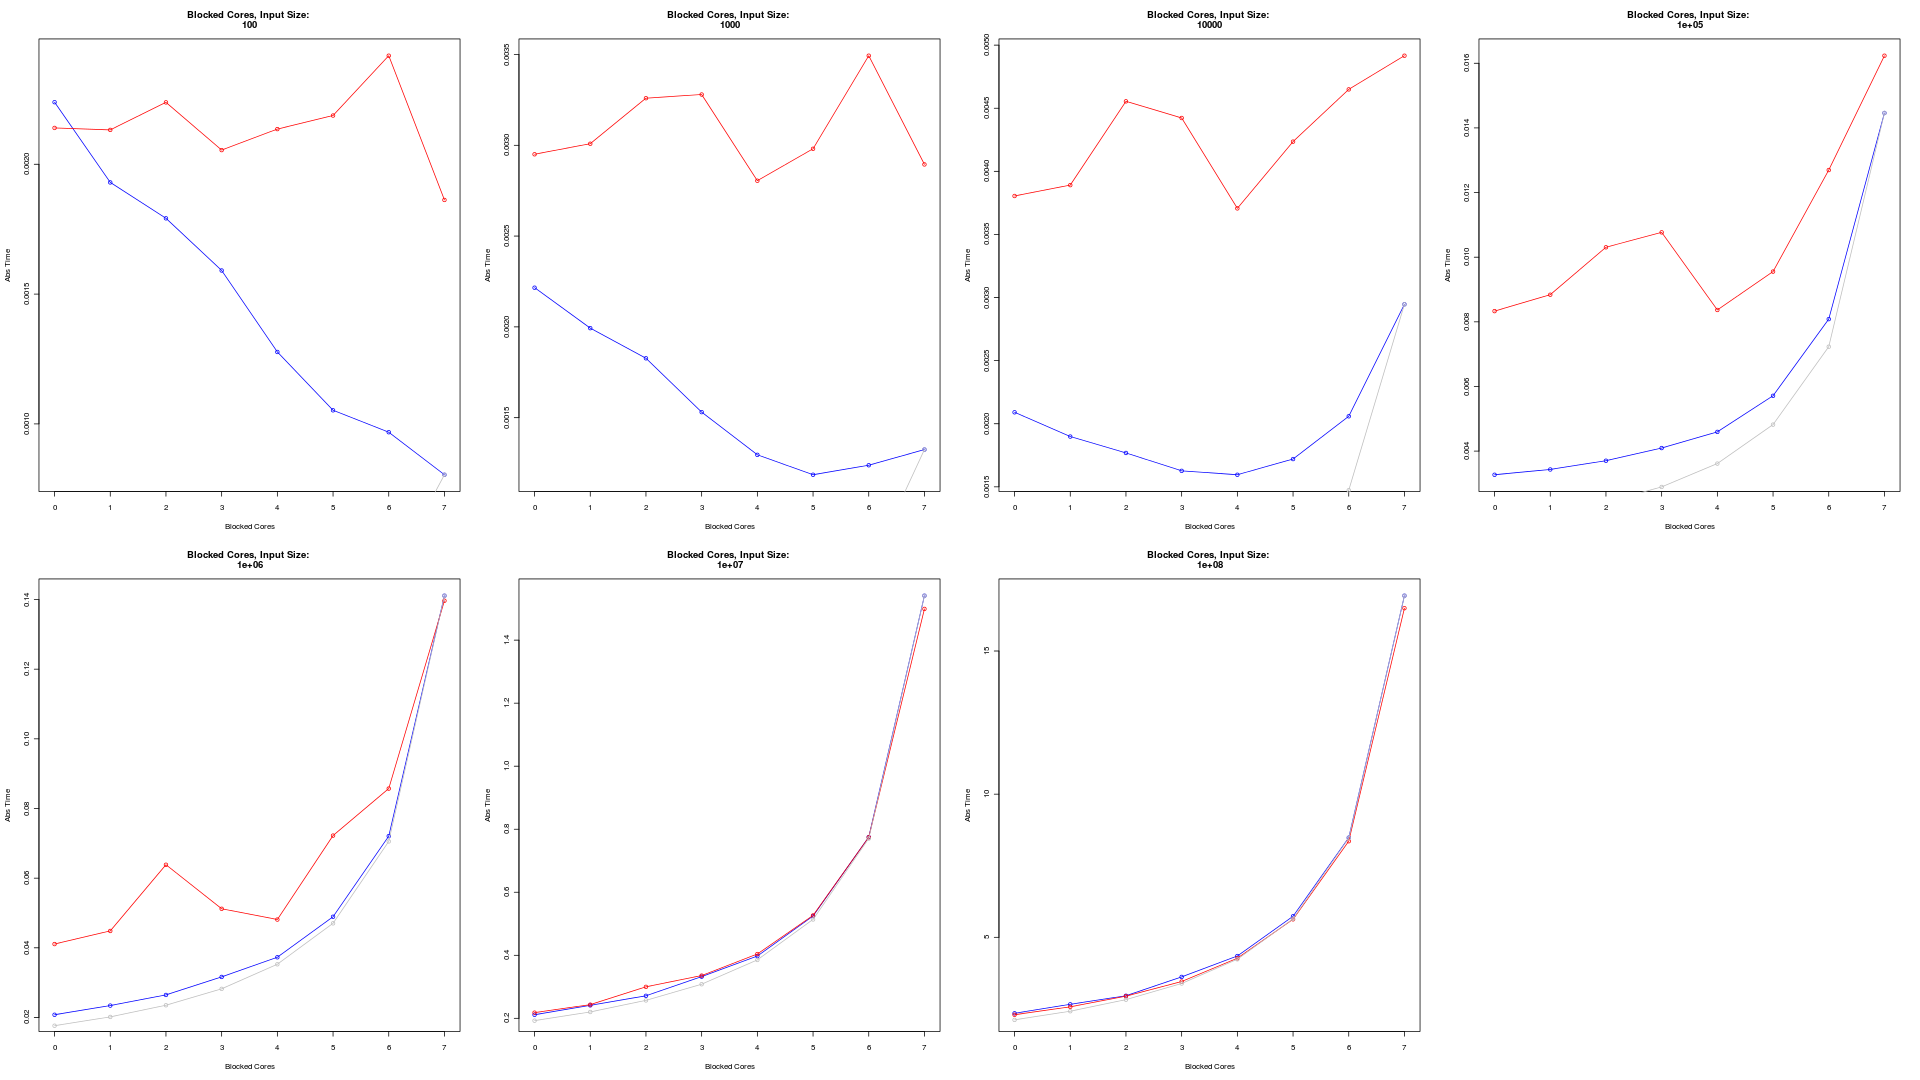 Blocked Cores, Input Size:
100
Abs Time
0.0010
0.0015
0.0020
0 1 2 3 4 5 6 7
Blocked Cores
Blocked Cores, Input Size:
1000
Abs Time
0.0015
0.0020
0.0025
0.0030
0.0035
0 1 2 3 4 5 6 7
Blocked Cores
Blocked Cores, Input Size:
10000
Abs Time
0.0015
0.0020
0.0025
0.0030
0.0035
0.0040
0.0045
0.0050
0 1 2 3 4 5 6 7
Blocked Cores
Blocked Cores, Input Size:
1e+05
Abs Time
0.004
0.006
0.008
0.010
0.012
0.014
0.016
0 1 2 3 4 5 6 7
Blocked Cores
Blocked Cores, Input Size:
1e+06
Abs Time
0.02
0.04
0.06
0.08
0.10
0.12
0.14
0 1 2 3 4 5 6 7
Blocked Cores
Blocked Cores, Input Size:
1e+07
Abs Time
0.2
0.4
0.6
0.8
1.0
1.2
1.4
0 1 2 3 4 5 6 7
Blocked Cores
Blocked Cores, Input Size:
1e+08
Abs Time
5
10
15
0 1 2 3 4 5 6 7
Blocked Cores